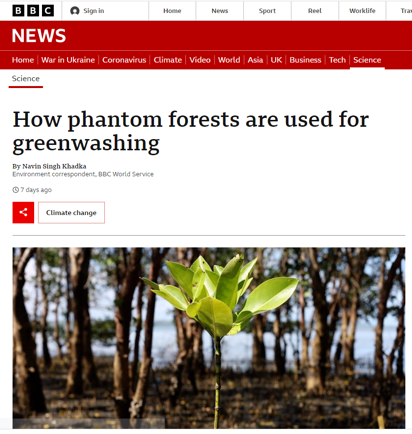 BBC Sign in Home News Sport Reel Worklife
NEWS
Home War in Ukraine Coronavirus Climate Video World Asia UK Business Tech Science
Science
How phantom forests are used for
greenwashing
By Navin Singh Khadka
Environment correspondent, BBC World Service
7 days ago
Climate change